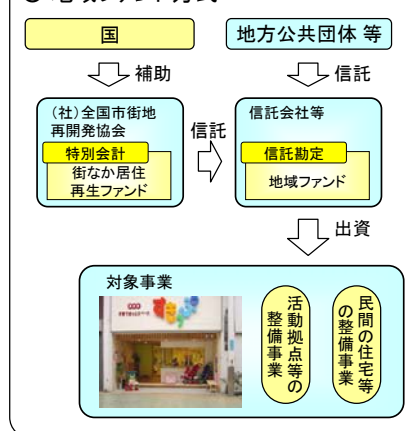 国
地方公共団体 等
補助
信託
(社)全国市街地
再開発協会
特別会計
街なか居住
再生ファンド
信託
信託会社等
信託勘定
地域ファンド
出資
対象事業
活動拠点等の
整備事業
民間の住宅等
の整備事業